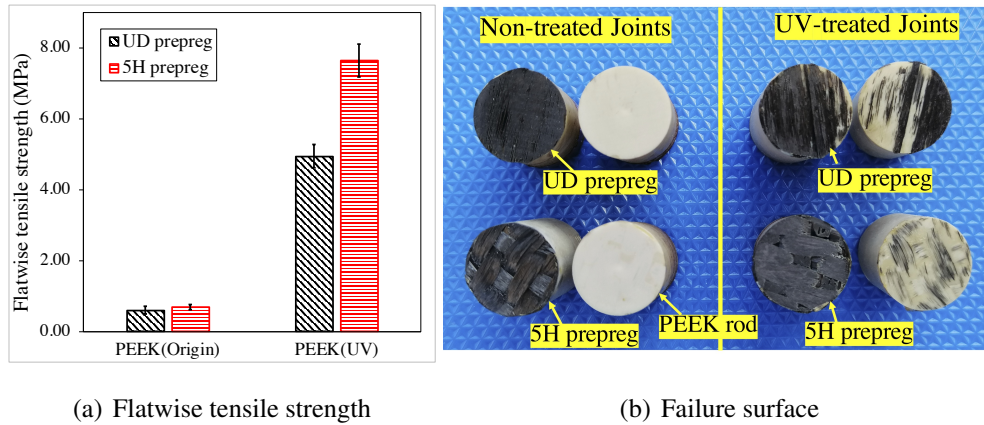 Flatwise tensile strength (MPa)
8.00
6.00
4.00
2.00
0.00
UD prepreg
5H prepreg
PEEK(Origin)
PEEK(UV)
Non-treated Joints
UV-treated Joints
UD prepreg
UD prepreg
5H prepreg
PEEK rod
5H prepreg
(a) Flatwise tensile strength
(b) Failure surface